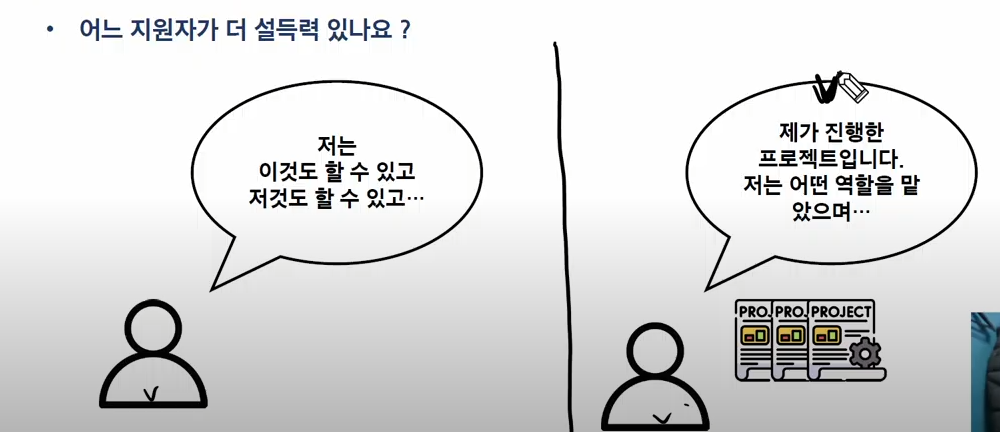 • 어느 지원자가 더 설득력 있나요 ?
저는
이것도 할 수 있고
저것도 할 수 있고…
제가 진행한
프로젝트입니다.
저는 어떤 역할을 맡
았으며…
PRO. PRO. PROJECT